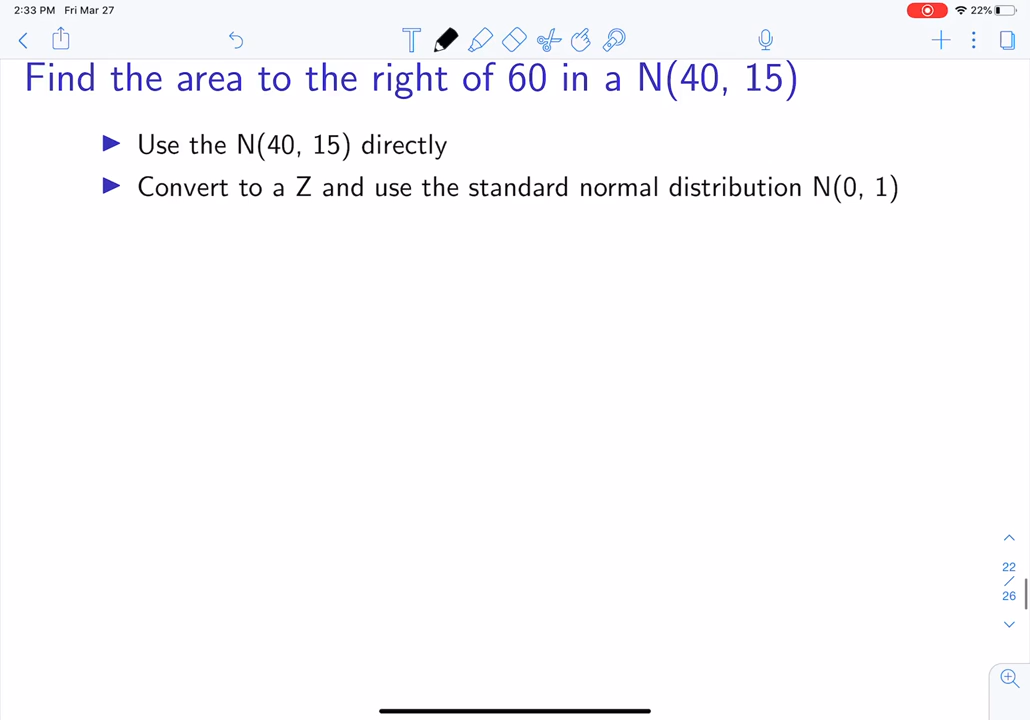 2:33 PM Fri Mar 27
22%
T
Find the area to the right of 60 in a N(40, 15)
Use the N(40, 15) directly
Convert to a Z and use the standard normal distribution N(0, 1)
22
/
26